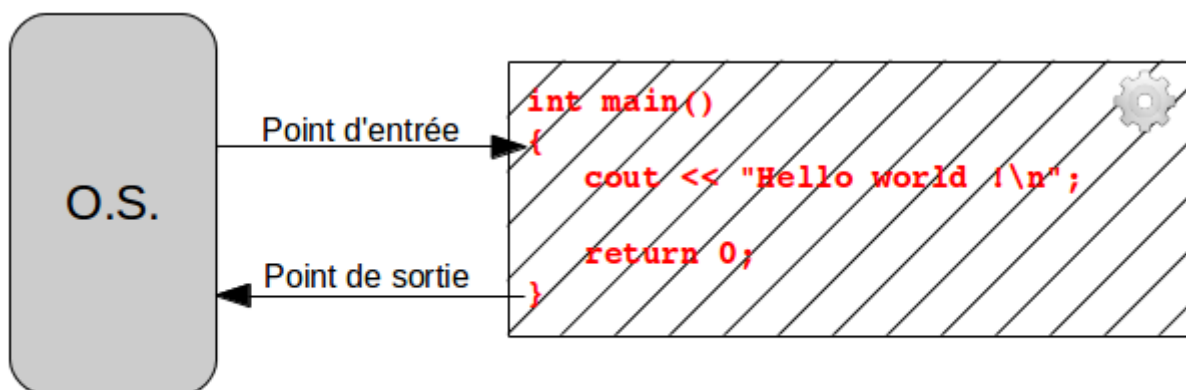 O.S.
Point d'entrée
Point de sortie
int main()
{
cout << "Hello world !\n";
return 0;
}